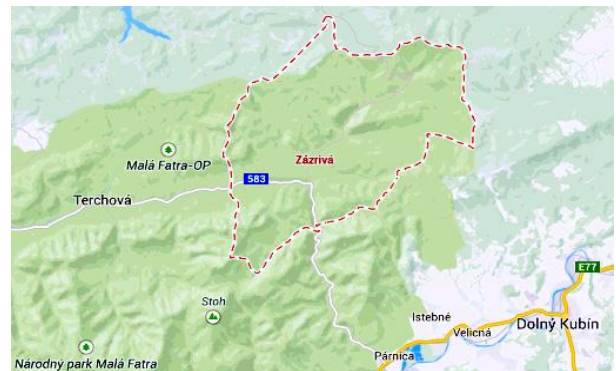 Malá Fatra-OP
Zázrivá
583
Terchová
E77
Stoh
Istebné
Dolný Kubín
Veličná
Párnica
Národný park Malá Fatra